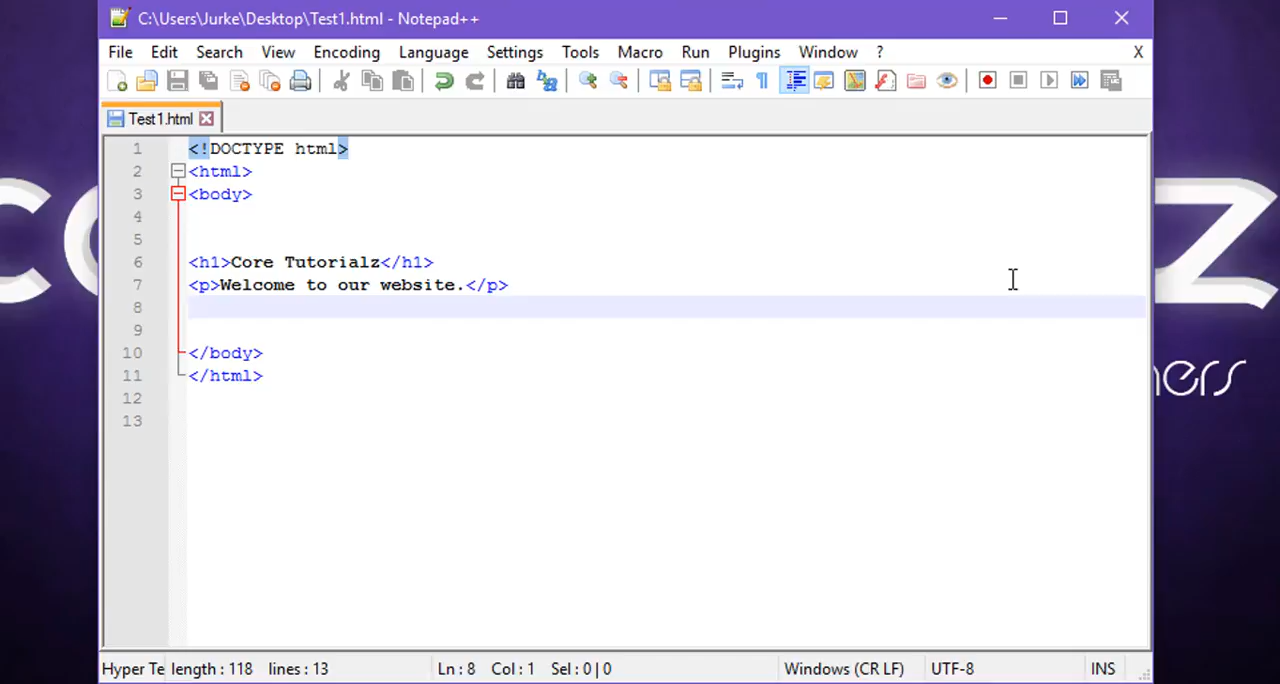 C:\Users\Jurke\Desktop\Test1.html - Notepad++
File Edit Search View Encoding Language Settings Tools Macro Run Plugins Window ? X
Test1.html
1 <!DOCTYPE html>
2 <html>
3 <body>
4
5
6 <h1>Core Tutorialz</h1>
7 <p>Welcome to our website.</p>
8
9
10 </body>
11 </html>
12
13
Hyper Te length : 118 lines : 13 Ln : 8 Col : 1 Sel : 0 | 0 Windows (CR LF) UTF-8 INS